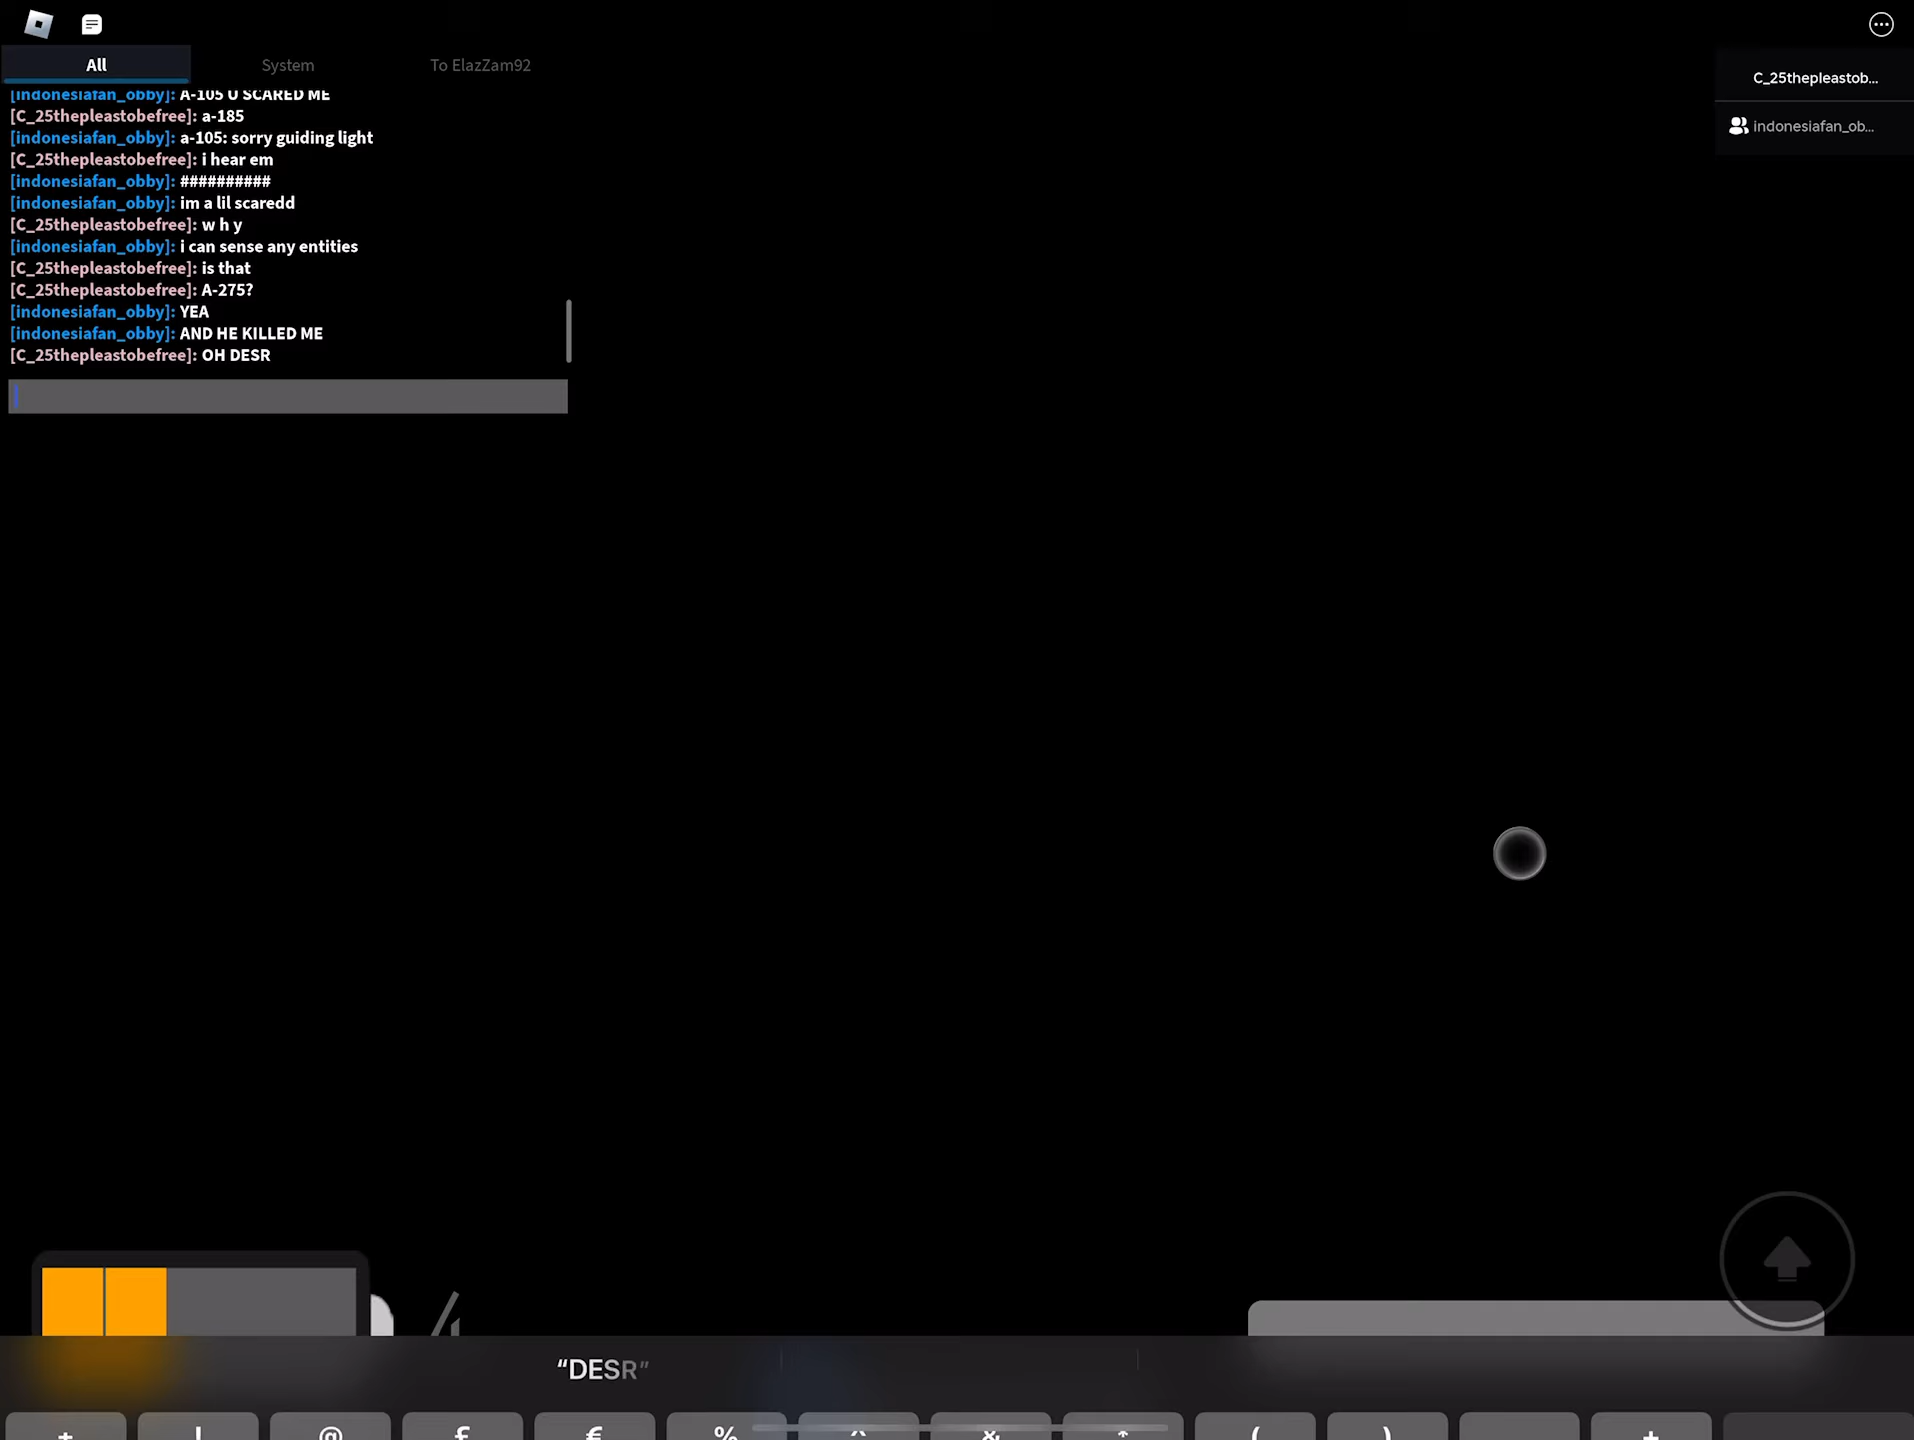 All
System
To ElazZam92
[indonesiafan_obby]: A-105 U SCARED ME
[C_25thepleastobefree]: a-185
[indonesiafan_obby]: a-105: sorry guiding light
[C_25thepleastobefree]: i hear em
[indonesiafan_obby]: ##########
[indonesiafan_obby]: im a lil scaredd
[C_25thepleastobefree]: w h y
[indonesiafan_obby]: i can sense any entities
[C_25thepleastobefree]: is that
[C_25thepleastobefree]: A-275?
[indonesiafan_obby]: YEA
[indonesiafan_obby]: AND HE KILLED ME
[C_25thepleastobefree]: OH DESR
C_25thepleastob...
indonesiafan_ob...
“DESR”
! @ £ € % ^ & * ( )